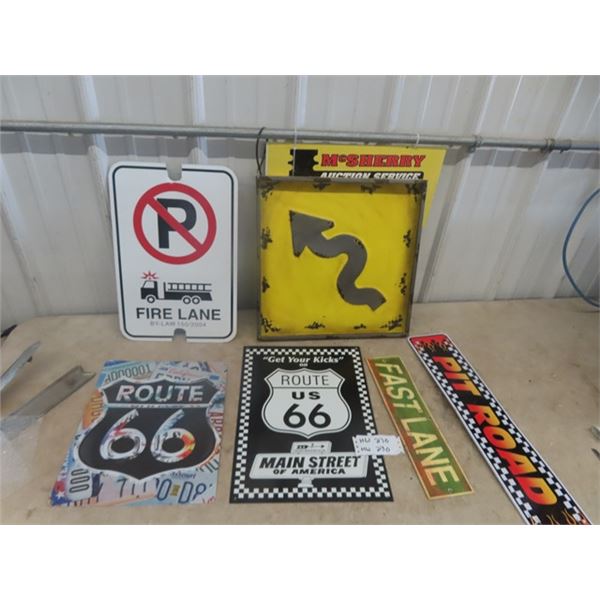 McSHERRY
AUCTION SERVICE
P
FIRE LANE
BY-LAW 150/2004
ROUTE
66
"Get Your Kicks"
ON
ROUTE
US
66
MAIN STREET
OF AMERICA
FAST LANE
PIT ROAD